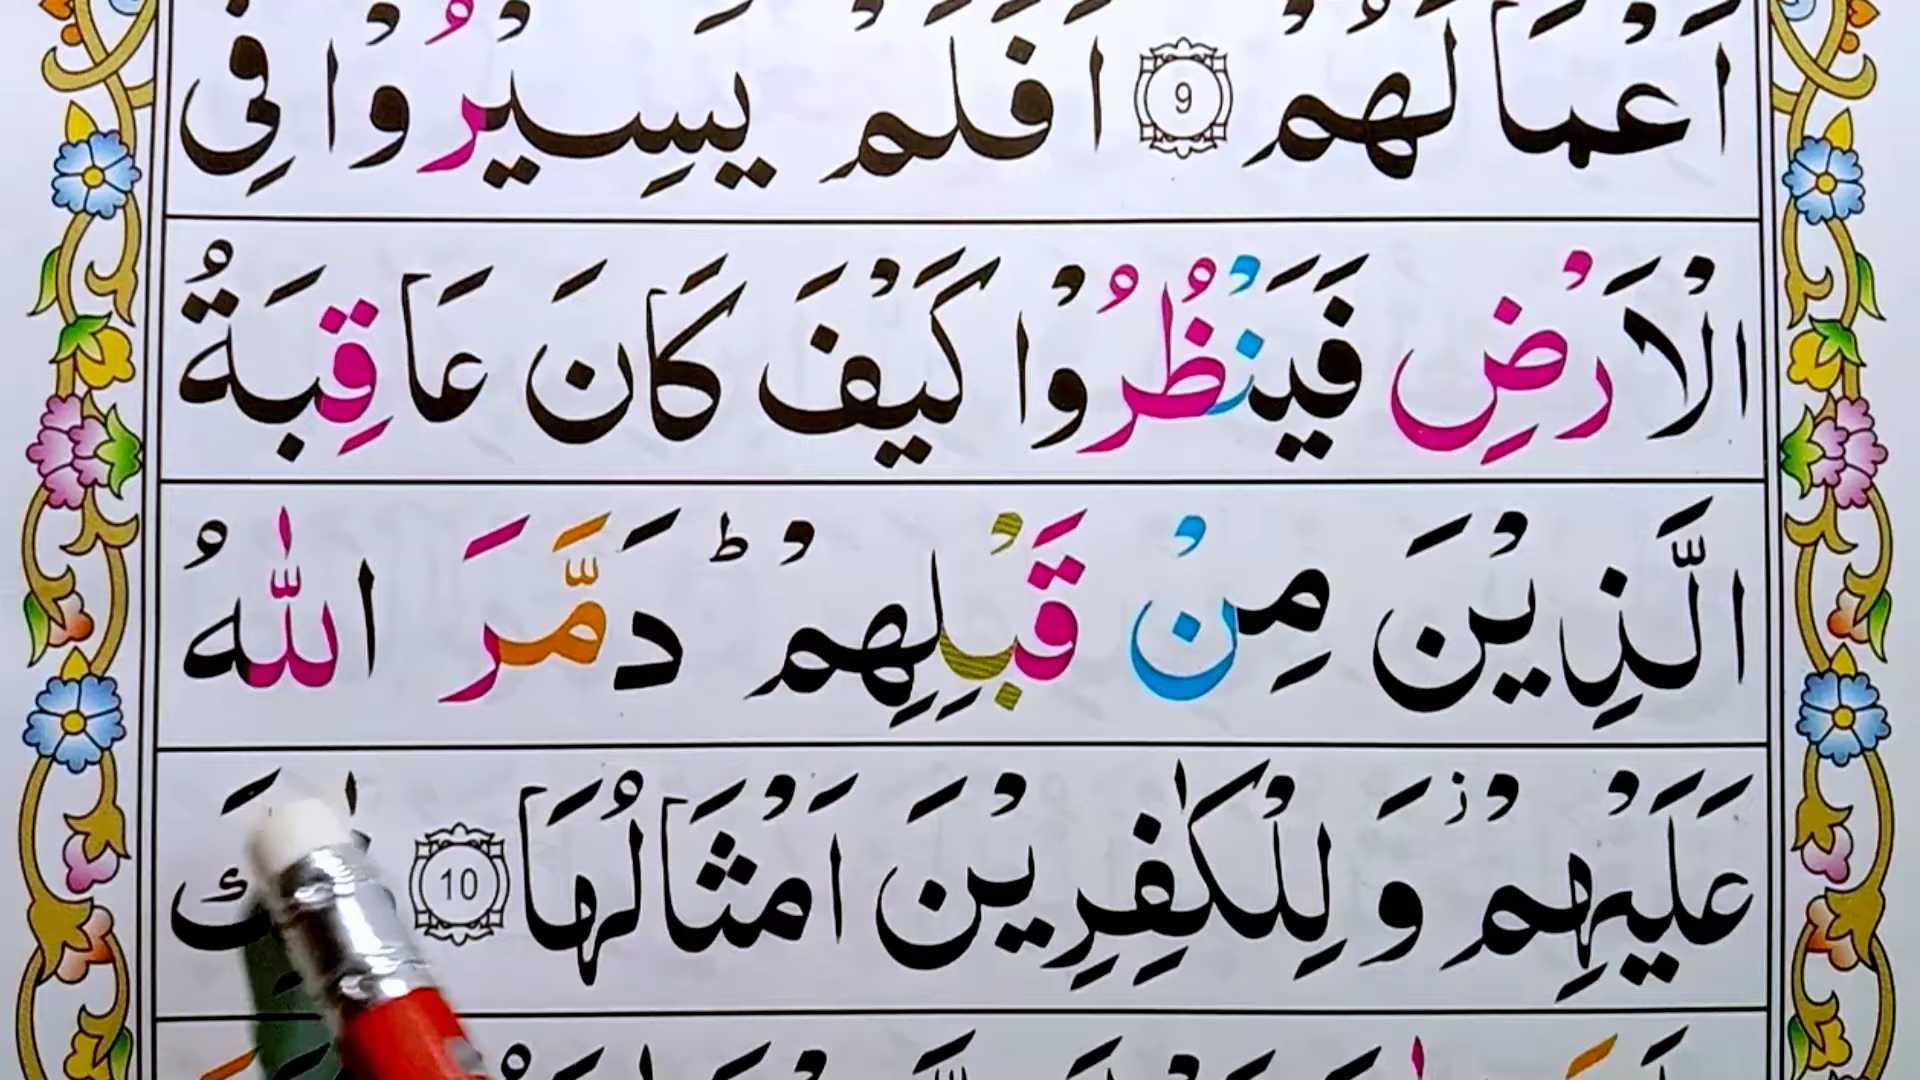 اَعْمَالَهُمْ 9 اَفَلَمْ يَسِيْرُوْا فِي
الْاَرْضِ فَيَنْظُرُوْا كَيْفَ كَانَ عَاقِبَةُ
الَّذِيْنَ مِنْ قَبْلِهِمْ ؕ دَمَّرَ اللّٰهُ
عَلَيْهِمْ ۡ وَلِلْكٰفِرِيْنَ اَمْثَالُهَا 10